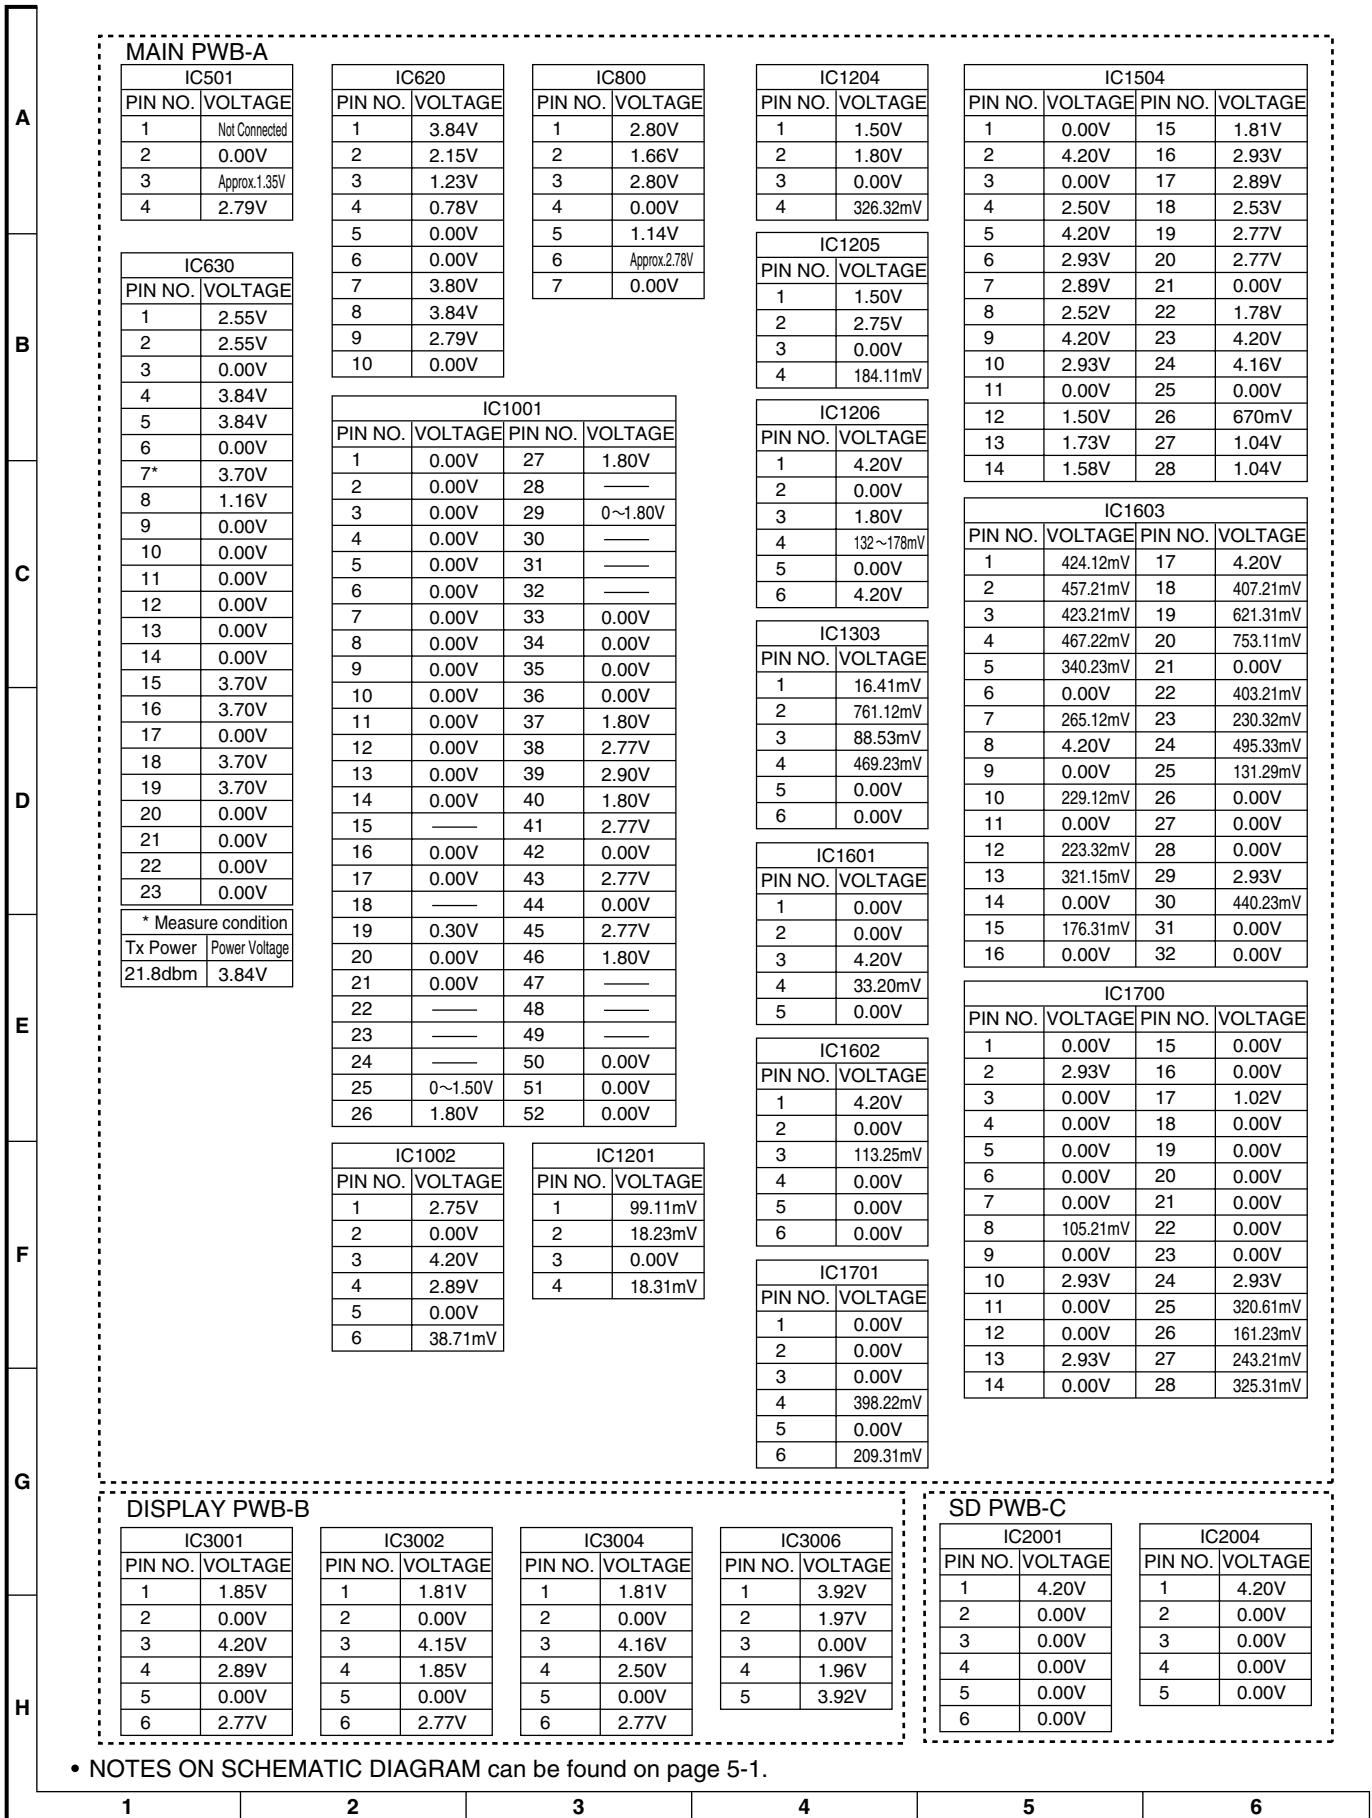 MAIN PWB-A
IC501
PIN NO. VOLTAGE
1 Not Connected
2 0.00V
3 Approx.1.35V
4 2.79V
IC630
PIN NO. VOLTAGE
1 2.55V
2 2.55V
3 0.00V
4 3.84V
5 3.84V
6 0.00V
7* 3.70V
8 1.16V
9 0.00V
10 0.00V
11 0.00V
12 0.00V
13 0.00V
14 0.00V
15 3.70V
16 3.70V
17 0.00V
18 3.70V
19 3.70V
20 0.00V
21 0.00V
22 0.00V
23 0.00V
* Measure condition
Tx Power Power Voltage
21.8dbm 3.84V
IC620
PIN NO. VOLTAGE
1 3.84V
2 2.15V
3 1.23V
4 0.78V
5 0.00V
6 0.00V
7 3.80V
8 3.84V
9 2.79V
10 0.00V
IC800
PIN NO. VOLTAGE
1 2.80V
2 1.66V
3 2.80V
4 0.00V
5 1.14V
6 Approx.2.78V
7 0.00V
IC1001
PIN NO. VOLTAGE PIN NO. VOLTAGE
1 0.00V 27 1.80V
2 0.00V 28 ——
3 0.00V 29 0～1.80V
4 0.00V 30 ——
5 0.00V 31 ——
6 0.00V 32 ——
7 0.00V 33 0.00V
8 0.00V 34 0.00V
9 0.00V 35 0.00V
10 0.00V 36 0.00V
11 0.00V 37 1.80V
12 0.00V 38 2.77V
13 0.00V 39 2.90V
14 0.00V 40 1.80V
15 —— 41 2.77V
16 0.00V 42 0.00V
17 0.00V 43 2.77V
18 —— 44 0.00V
19 0.30V 45 2.77V
20 0.00V 46 1.80V
21 0.00V 47 ——
22 —— 48 ——
23 —— 49 ——
24 —— 50 0.00V
25 0～1.50V 51 0.00V
26 1.80V 52 0.00V
IC1002
PIN NO. VOLTAGE
1 2.75V
2 0.00V
3 4.20V
4 2.89V
5 0.00V
6 38.71mV
IC1201
PIN NO. VOLTAGE
1 99.11mV
2 18.23mV
3 0.00V
4 18.31mV
IC1204
PIN NO. VOLTAGE
1 1.50V
2 1.80V
3 0.00V
4 326.32mV
IC1205
PIN NO. VOLTAGE
1 1.50V
2 2.75V
3 0.00V
4 184.11mV
IC1206
PIN NO. VOLTAGE
1 4.20V
2 0.00V
3 1.80V
4 132～178mV
5 0.00V
6 4.20V
IC1303
PIN NO. VOLTAGE
1 16.41mV
2 761.12mV
3 88.53mV
4 469.23mV
5 0.00V
6 0.00V
IC1601
PIN NO. VOLTAGE
1 0.00V
2 0.00V
3 4.20V
4 33.20mV
5 0.00V
IC1602
PIN NO. VOLTAGE
1 4.20V
2 0.00V
3 113.25mV
4 0.00V
5 0.00V
6 0.00V
IC1701
PIN NO. VOLTAGE
1 0.00V
2 0.00V
3 0.00V
4 398.22mV
5 0.00V
6 209.31mV
IC1504
PIN NO. VOLTAGE PIN NO. VOLTAGE
1 0.00V 15 1.81V
2 4.20V 16 2.93V
3 0.00V 17 2.89V
4 2.50V 18 2.53V
5 4.20V 19 2.77V
6 2.93V 20 2.77V
7 2.89V 21 0.00V
8 2.52V 22 1.78V
9 4.20V 23 4.20V
10 2.93V 24 4.16V
11 0.00V 25 0.00V
12 1.50V 26 670mV
13 1.73V 27 1.04V
14 1.58V 28 1.04V
IC1603
PIN NO. VOLTAGE PIN NO. VOLTAGE
1 424.12mV 17 4.20V
2 457.21mV 18 407.21mV
3 423.21mV 19 621.31mV
4 467.22mV 20 753.11mV
5 340.23mV 21 0.00V
6 0.00V 22 403.21mV
7 265.12mV 23 230.32mV
8 4.20V 24 495.33mV
9 0.00V 25 131.29mV
10 229.12mV 26 0.00V
11 0.00V 27 0.00V
12 223.32mV 28 0.00V
13 321.15mV 29 2.93V
14 0.00V 30 440.23mV
15 176.31mV 31 0.00V
16 0.00V 32 0.00V
IC1700
PIN NO. VOLTAGE PIN NO. VOLTAGE
1 0.00V 15 0.00V
2 2.93V 16 0.00V
3 0.00V 17 1.02V
4 0.00V 18 0.00V
5 0.00V 19 0.00V
6 0.00V 20 0.00V
7 0.00V 21 0.00V
8 105.21mV 22 0.00V
9 0.00V 23 0.00V
10 2.93V 24 2.93V
11 0.00V 25 320.61mV
12 0.00V 26 161.23mV
13 2.93V 27 243.21mV
14 0.00V 28 325.31mV
DISPLAY PWB-B
IC3001
PIN NO. VOLTAGE
1 1.85V
2 0.00V
3 4.20V
4 2.89V
5 0.00V
6 2.77V
IC3002
PIN NO. VOLTAGE
1 1.81V
2 0.00V
3 4.15V
4 1.85V
5 0.00V
6 2.77V
IC3004
PIN NO. VOLTAGE
1 1.81V
2 0.00V
3 4.16V
4 2.50V
5 0.00V
6 2.77V
IC3006
PIN NO. VOLTAGE
1 3.92V
2 1.97V
3 0.00V
4 1.96V
5 3.92V
SD PWB-C
IC2001
PIN NO. VOLTAGE
1 4.20V
2 0.00V
3 0.00V
4 0.00V
5 0.00V
6 0.00V
IC2004
PIN NO. VOLTAGE
1 4.20V
2 0.00V
3 0.00V
4 0.00V
5 0.00V
• NOTES ON SCHEMATIC DIAGRAM can be found on page 5-1.
A
B
C
D
E
F
G
H
1 2 3 4 5 6